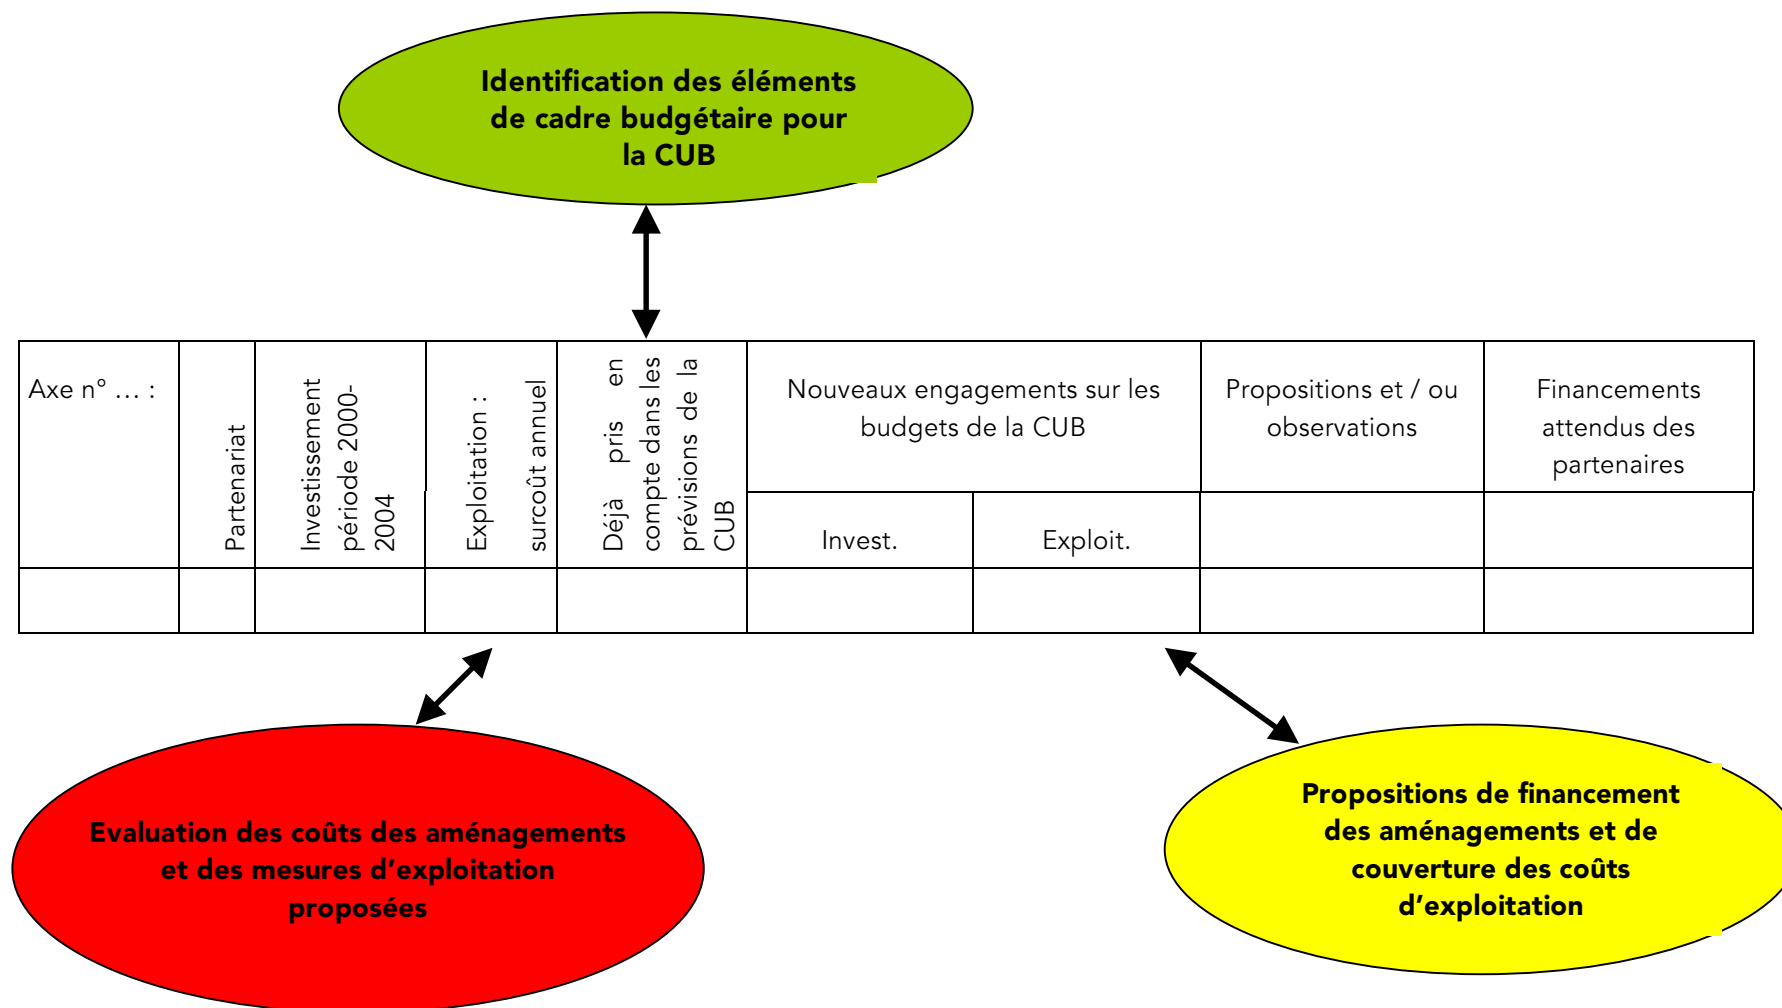 Identification des éléments
de cadre budgétaire pour
la CUB
Axe n° … :
Partenariat
Investissement
période 2000-
2004
Exploitation :
surcoût annuel
Déjà pris en
compte dans les
prévisions de la
CUB
Nouveaux engagements sur les
budgets de la CUB
Propositions et / ou
observations
Financements
attendus des
partenaires
Invest.
Exploit.
Evaluation des coûts des aménagements
et des mesures d’exploitation
proposées
Propositions de financement
des aménagements et de
couverture des coûts
d’exploitation